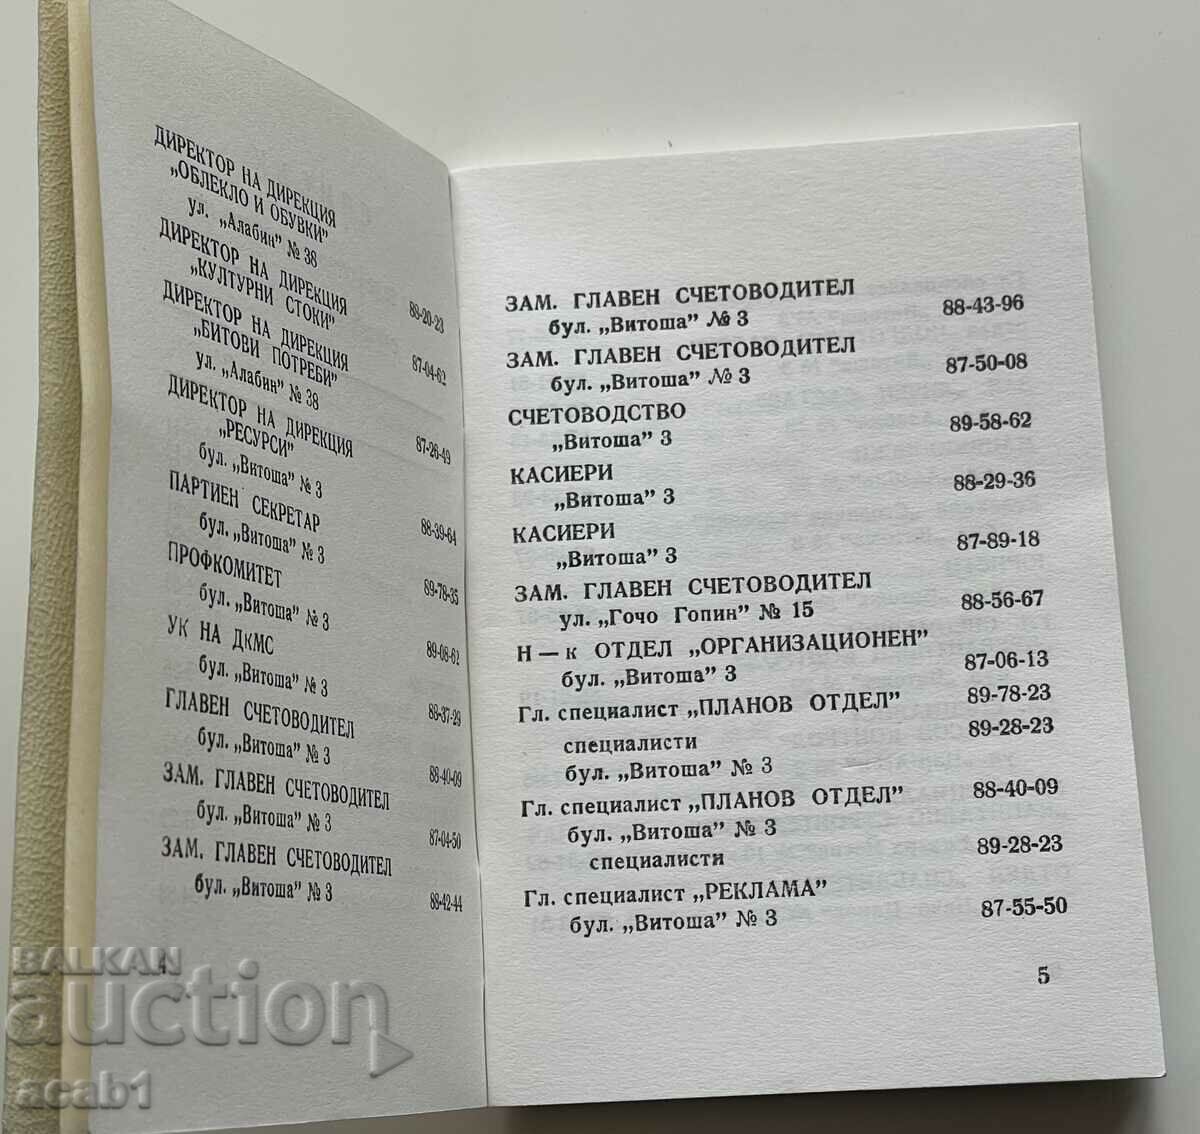 ДИРЕКТОР НА ДИРЕКЦИЯ
„ОБЛЕКЛО И ОБУВКИ”
ул. „Алабин” № 38 88-20-23
ДИРЕКТОР НА ДИРЕКЦИЯ
„КУЛТУРНИ СТОКИ” 87-04-62
ДИРЕКТОР НА ДИРЕКЦИЯ
„БИТОВИ ПОТРЕБИ”
ул. „Алабин” № 38 87-26-49
ДИРЕКТОР НА ДИРЕКЦИЯ
„РЕСУРСИ”
бул. „Витоша” № 3 88-39-64
ПАРТИЕН СЕКРЕТАР
бул. „Витоша” № 3 89-78-35
ПРОФКОМИТЕТ
бул. „Витоша” № 3 89-08-62
УК НА ДКМС
бул. „Витоша” № 3 88-37-29
ГЛАВЕН СЧЕТОВОДИТЕЛ
бул. „Витоша” № 3 88-40-09
ЗАМ. ГЛАВЕН СЧЕТОВОДИТЕЛ
бул. „Витоша” № 3 87-04-50
ЗАМ. ГЛАВЕН СЧЕТОВОДИТЕЛ
бул. „Витоша” № 3 88-42-44
4
ЗАМ. ГЛАВЕН СЧЕТОВОДИТЕЛ
бул. „Витоша” № 3 88-43-96
ЗАМ. ГЛАВЕН СЧЕТОВОДИТЕЛ
бул. „Витоша” № 3 87-50-08
СЧЕТОВОДСТВО
„Витоша” 3 89-58-62
КАСИЕРИ
„Витоша” 3 88-29-36
КАСИЕРИ
„Витоша” 3 87-89-18
ЗАМ. ГЛАВЕН СЧЕТОВОДИТЕЛ
ул. „Гочо Гопин” № 15 88-56-67
Н—к ОТДЕЛ „ОРГАНИЗАЦИОНЕН”
бул. „Витоша” 3 87-06-13
Гл. специалист „ПЛАНОВ ОТДЕЛ” 89-78-23
специалисти 89-28-23
бул. „Витоша” № 3
Гл. специалист „ПЛАНОВ ОТДЕЛ” 88-40-09
бул. „Витоша” № 3
специалисти 89-28-23
Гл. специалист „РЕКЛАМА”
бул. „Витоша” № 3 87-55-50
5
BALKAN
auction
acab1